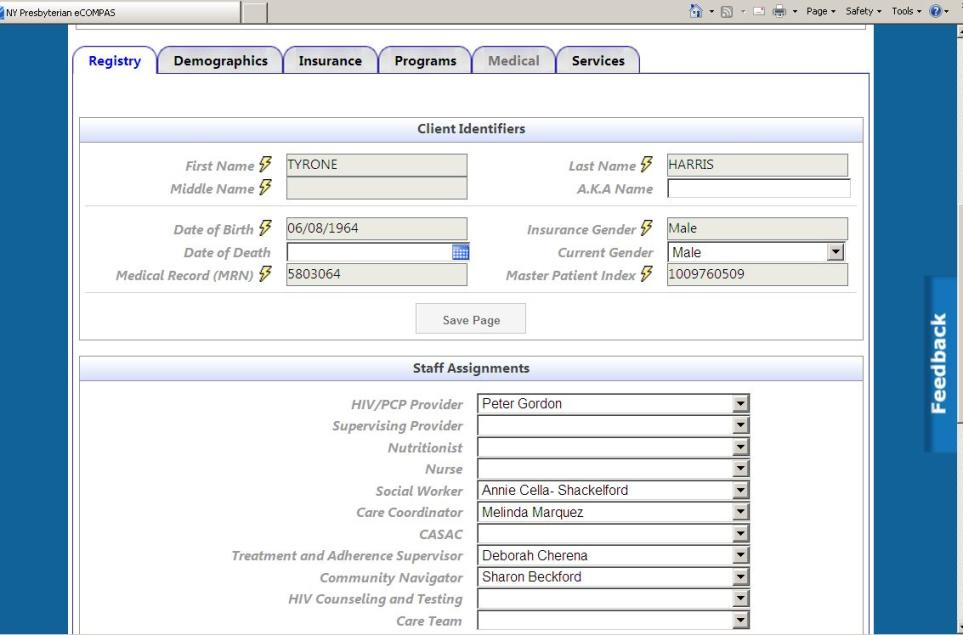 NY Presbyterian eCOMPAS
Page Safety Tools
Registry Demographics Insurance Programs Medical Services
Client Identifiers
First Name TYRONE Last Name HARRIS
Middle Name A.K.A Name
Date of Birth 06/08/1964 Insurance Gender Male
Date of Death Current Gender Male
Medical Record (MRN) 5803064 Master Patient Index 1009760509
Save Page
Feedback
Staff Assignments
HIV/PCP Provider Peter Gordon
Supervising Provider
Nutritionist
Nurse
Social Worker Annie Cella- Shackelford
Care Coordinator Melinda Marquez
CASAC
Treatment and Adherence Supervisor Deborah Cherena
Community Navigator Sharon Beckford
HIV Counseling and Testing
Care Team